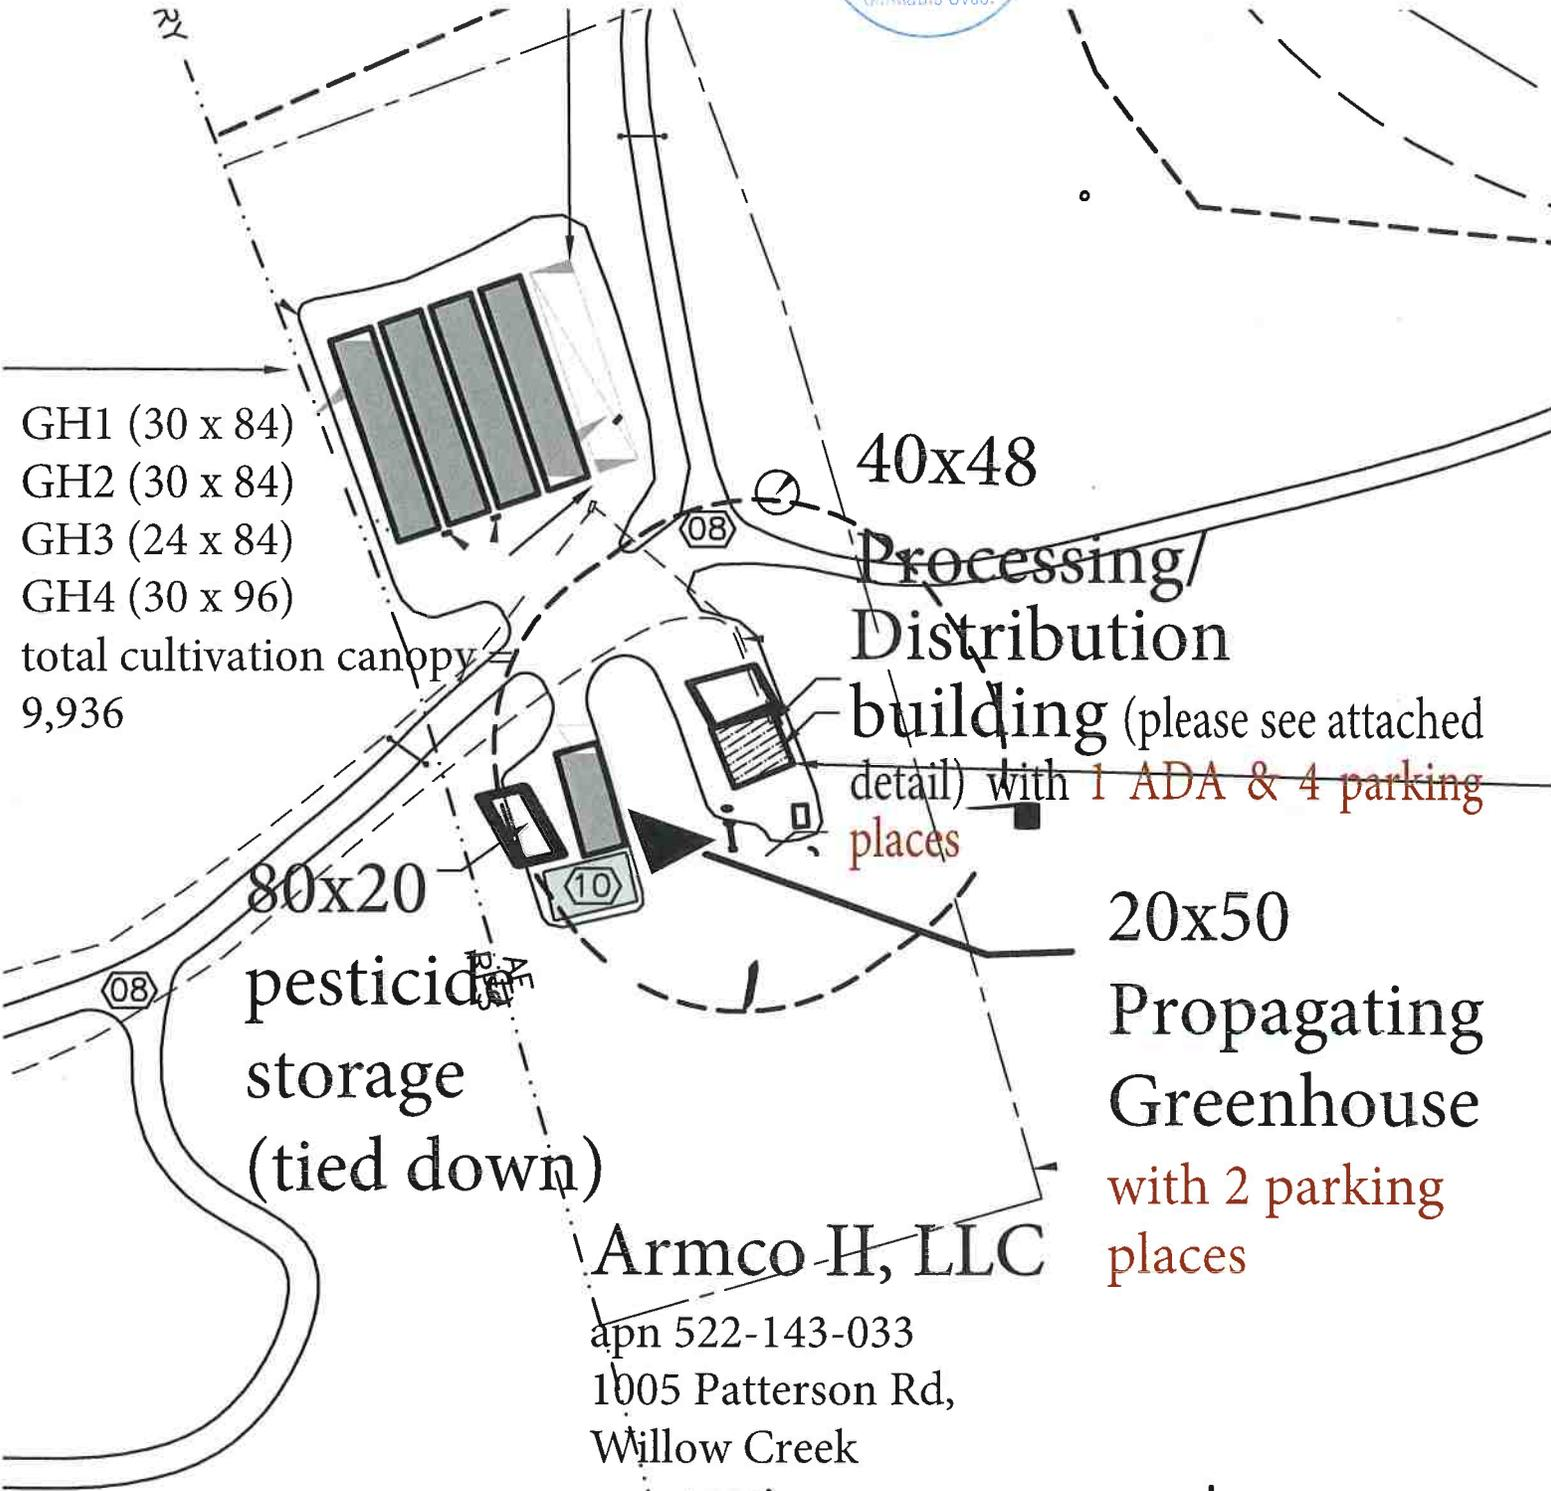 GH1 (30 x 84)
GH2 (30 x 84)
GH3 (24 x 84)
GH4 (30 x 96)
total cultivation canopy =
9,936
08
40x48
Processing/
Distribution
building (please see attached
detail) with 1 ADA & 4 parking
places
10
80x20
pesticide
storage
(tied down)
08
20x50
Propagating
Greenhouse
with 2 parking
places
Armco II, LLC
apn 522-143-033
1005 Patterson Rd,
Willow Creek